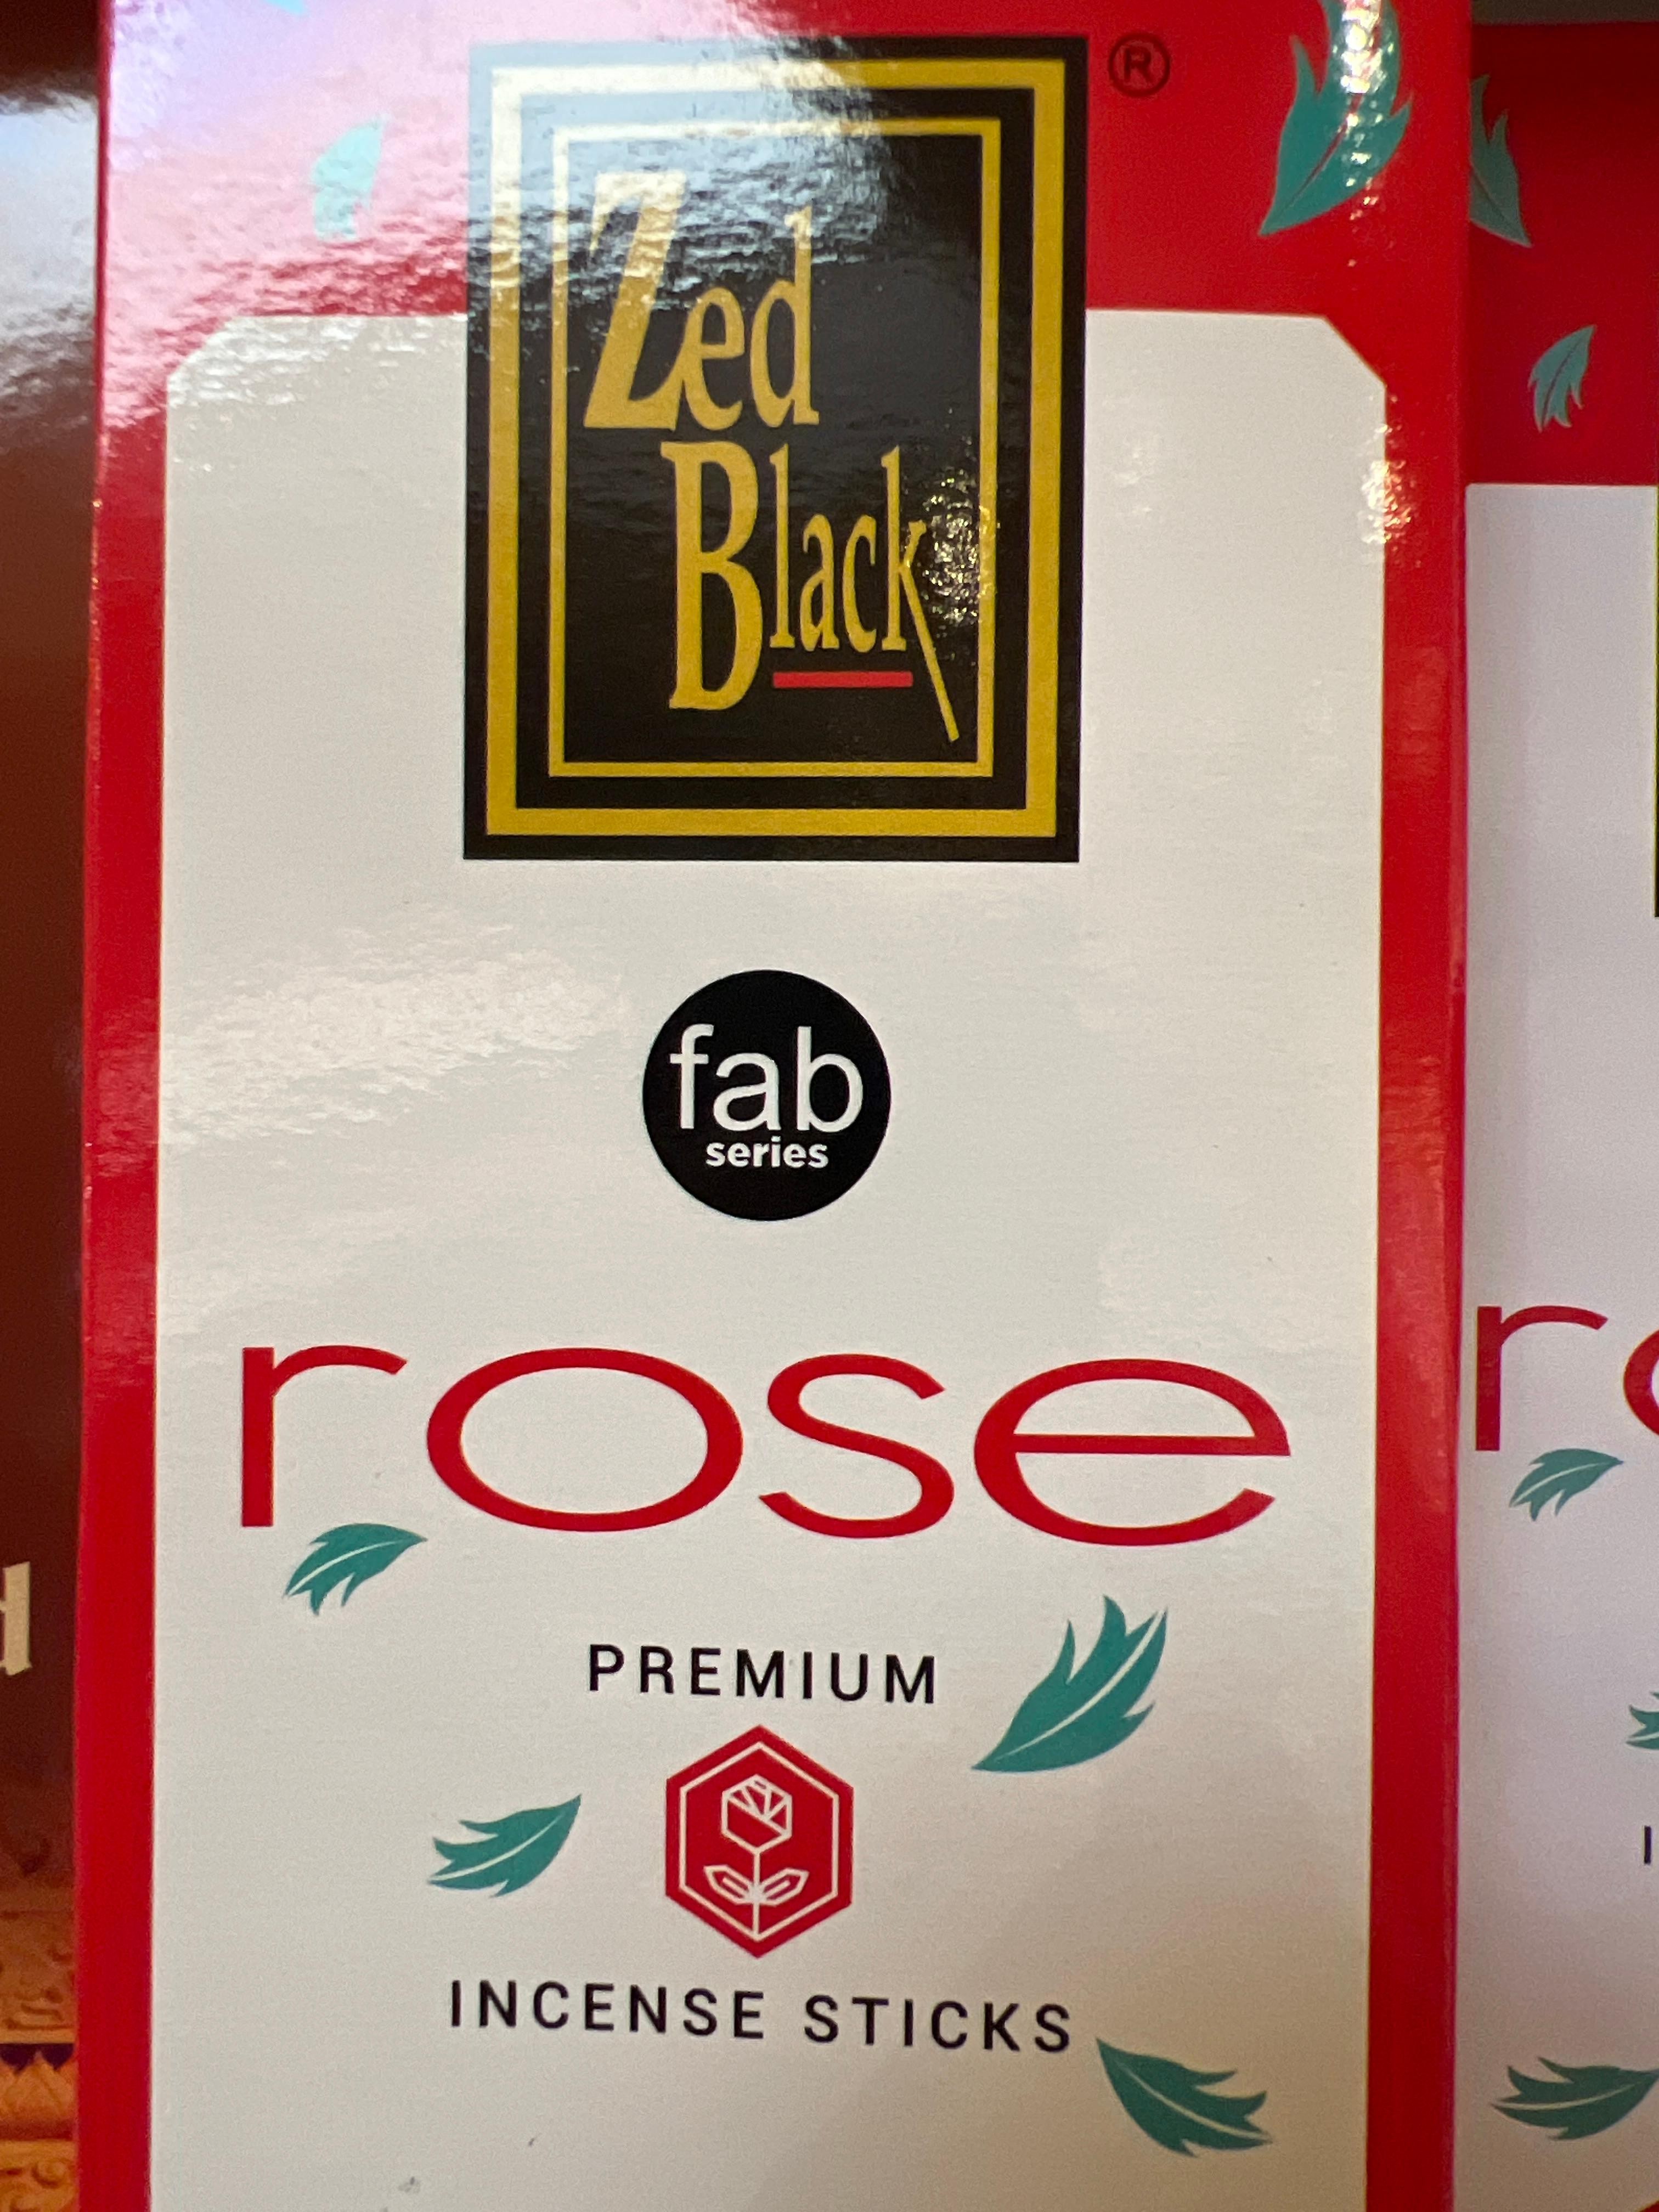 Zed
Black
®
fab
series
rose
PREMIUM
INCENSE STICKS